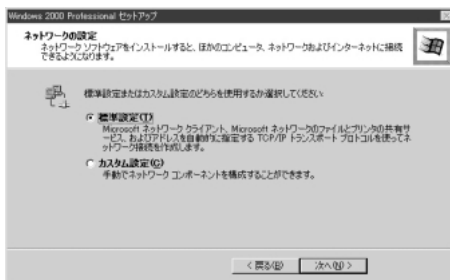 Windows 2000 Professional セットアップ
ネットワークの設定
ネットワーク ソフトウェアをインストールすると、ほかのコンピュータ、ネットワークおよびインターネットに接続
できるようになります。
標準設定またはカスタム設定のどちらを使用するか選択してください
標準設定(T)
Microsoft ネットワーク クライアント、Microsoft ネットワークのファイルとプリンタの共有サ
ービス、およびアドレスを自動的に指定する TCP/IP トランスポート プロトコルを使ってネ
ットワーク接続を作成します。
カスタム設定(C)
手動でネットワーク コンポーネントを構成することができます。
< 戻る(B)
次へ(N) >